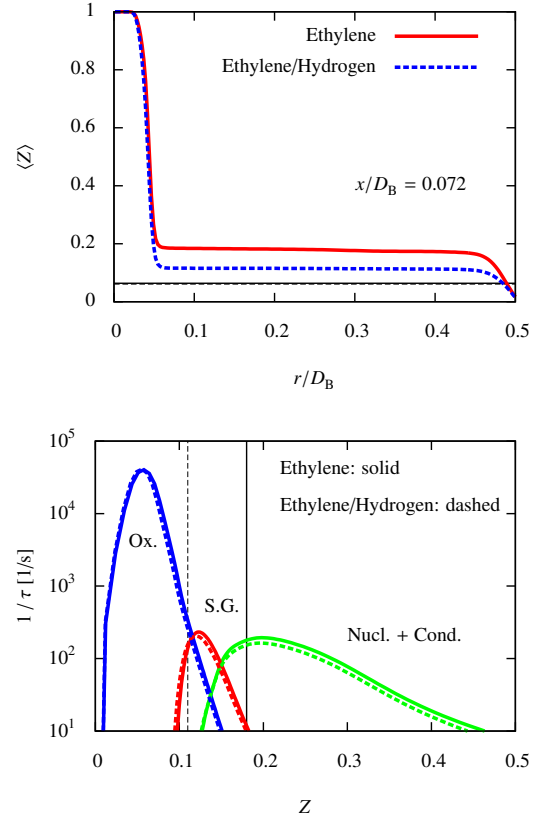 1
0.8
0.6
0.4
0.2
0
⟨Z⟩
Ethylene
Ethylene/Hydrogen
x/D_B = 0.072
0 0.1 0.2 0.3 0.4 0.5
r/D_B
10^5
10^4
10^3
10^2
10^1
1 / τ [1/s]
Ethylene: solid
Ethylene/Hydrogen: dashed
Ox.
S.G.
Nucl. + Cond.
0 0.1 0.2 0.3 0.4 0.5
Z